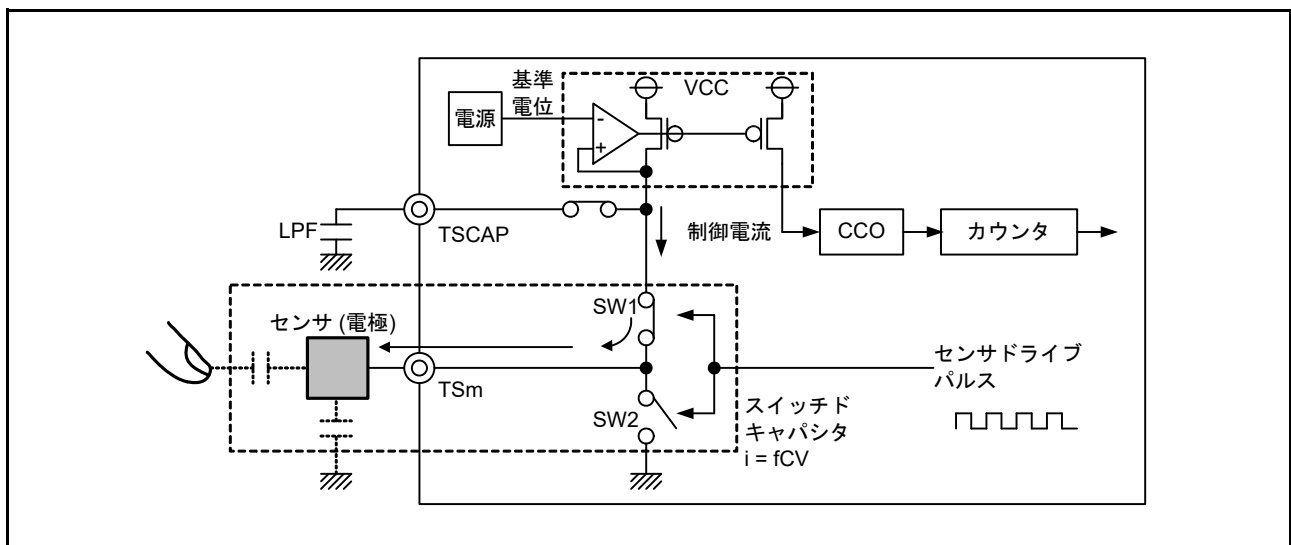 基準
電位
VCC
電源
-
+
LPF
TSCAP
制御電流
CCO
カウンタ
SW1
センサ (電極)
センサドライブ
パルス
TSm
SW2
スイッチド
キャパシタ
i = fCV